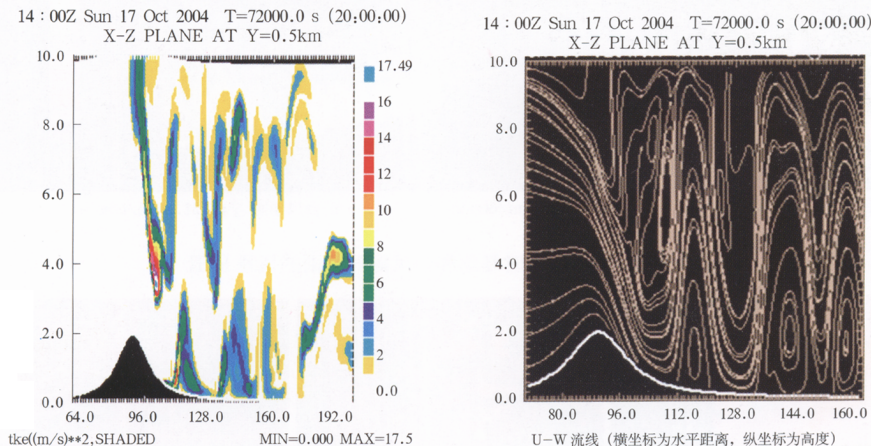 14：00Z Sun 17 Oct 2004 T=72000.0 s (20:00:00)
X-Z PLANE AT Y=0.5km
10.0
8.0
6.0
4.0
2.0
0.0
64.0 96.0 128.0 160.0 192.0
17.49
16
14
12
10
8
6
4
2
0.0
tke((m/s)**2,SHADED MIN=0.000 MAX=17.5
14：00Z Sun 17 Oct 2004 T=72000.0 s (20:00:00)
X-Z PLANE AT Y=0.5km
10.0
8.0
6.0
4.0
2.0
0.0
80.0 96.0 112.0 128.0 144.0 160.0
U-W 流线（横坐标为水平距离，纵坐标为高度）